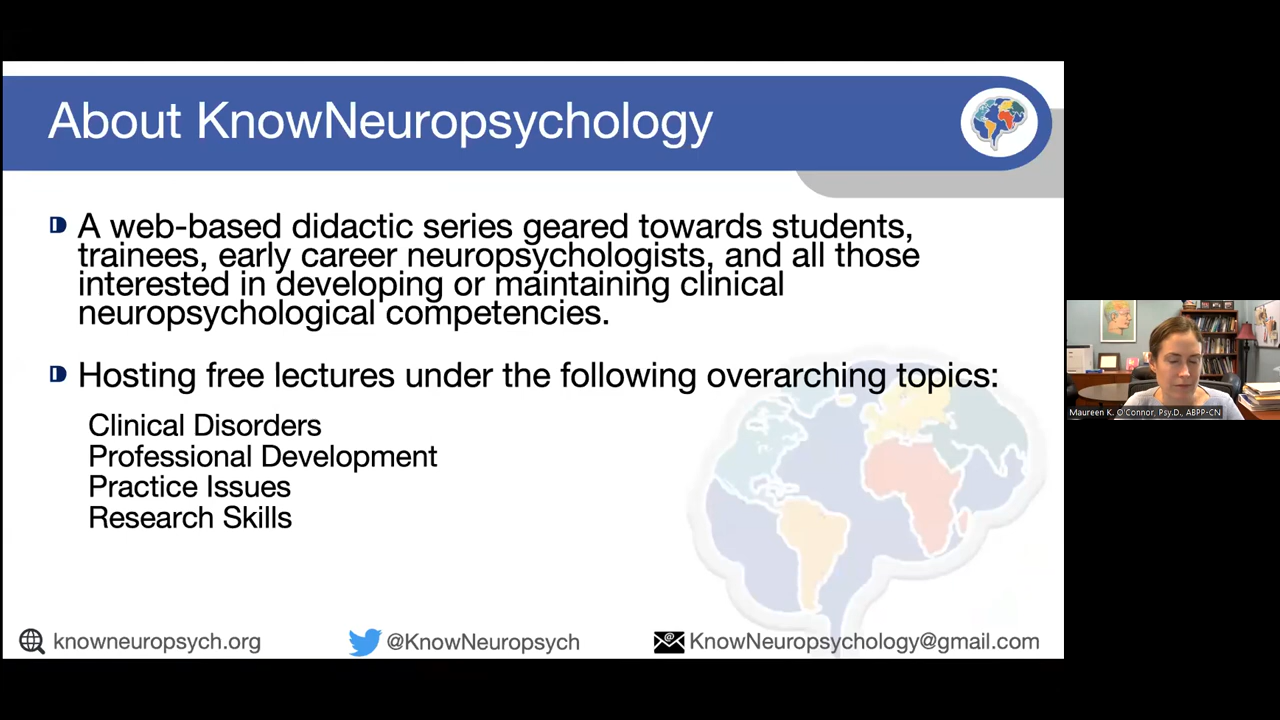 About KnowNeuropsychology
A web-based didactic series geared towards students,
trainees, early career neuropsychologists, and all those
interested in developing or maintaining clinical
neuropsychological competencies.
Hosting free lectures under the following overarching topics:
Clinical Disorders
Professional Development
Practice Issues
Research Skills
knowneuropsych.org
@KnowNeuropsych
KnowNeuropsychology@gmail.com
Maureen K. O'Connor, Psy.D., ABPP-CN